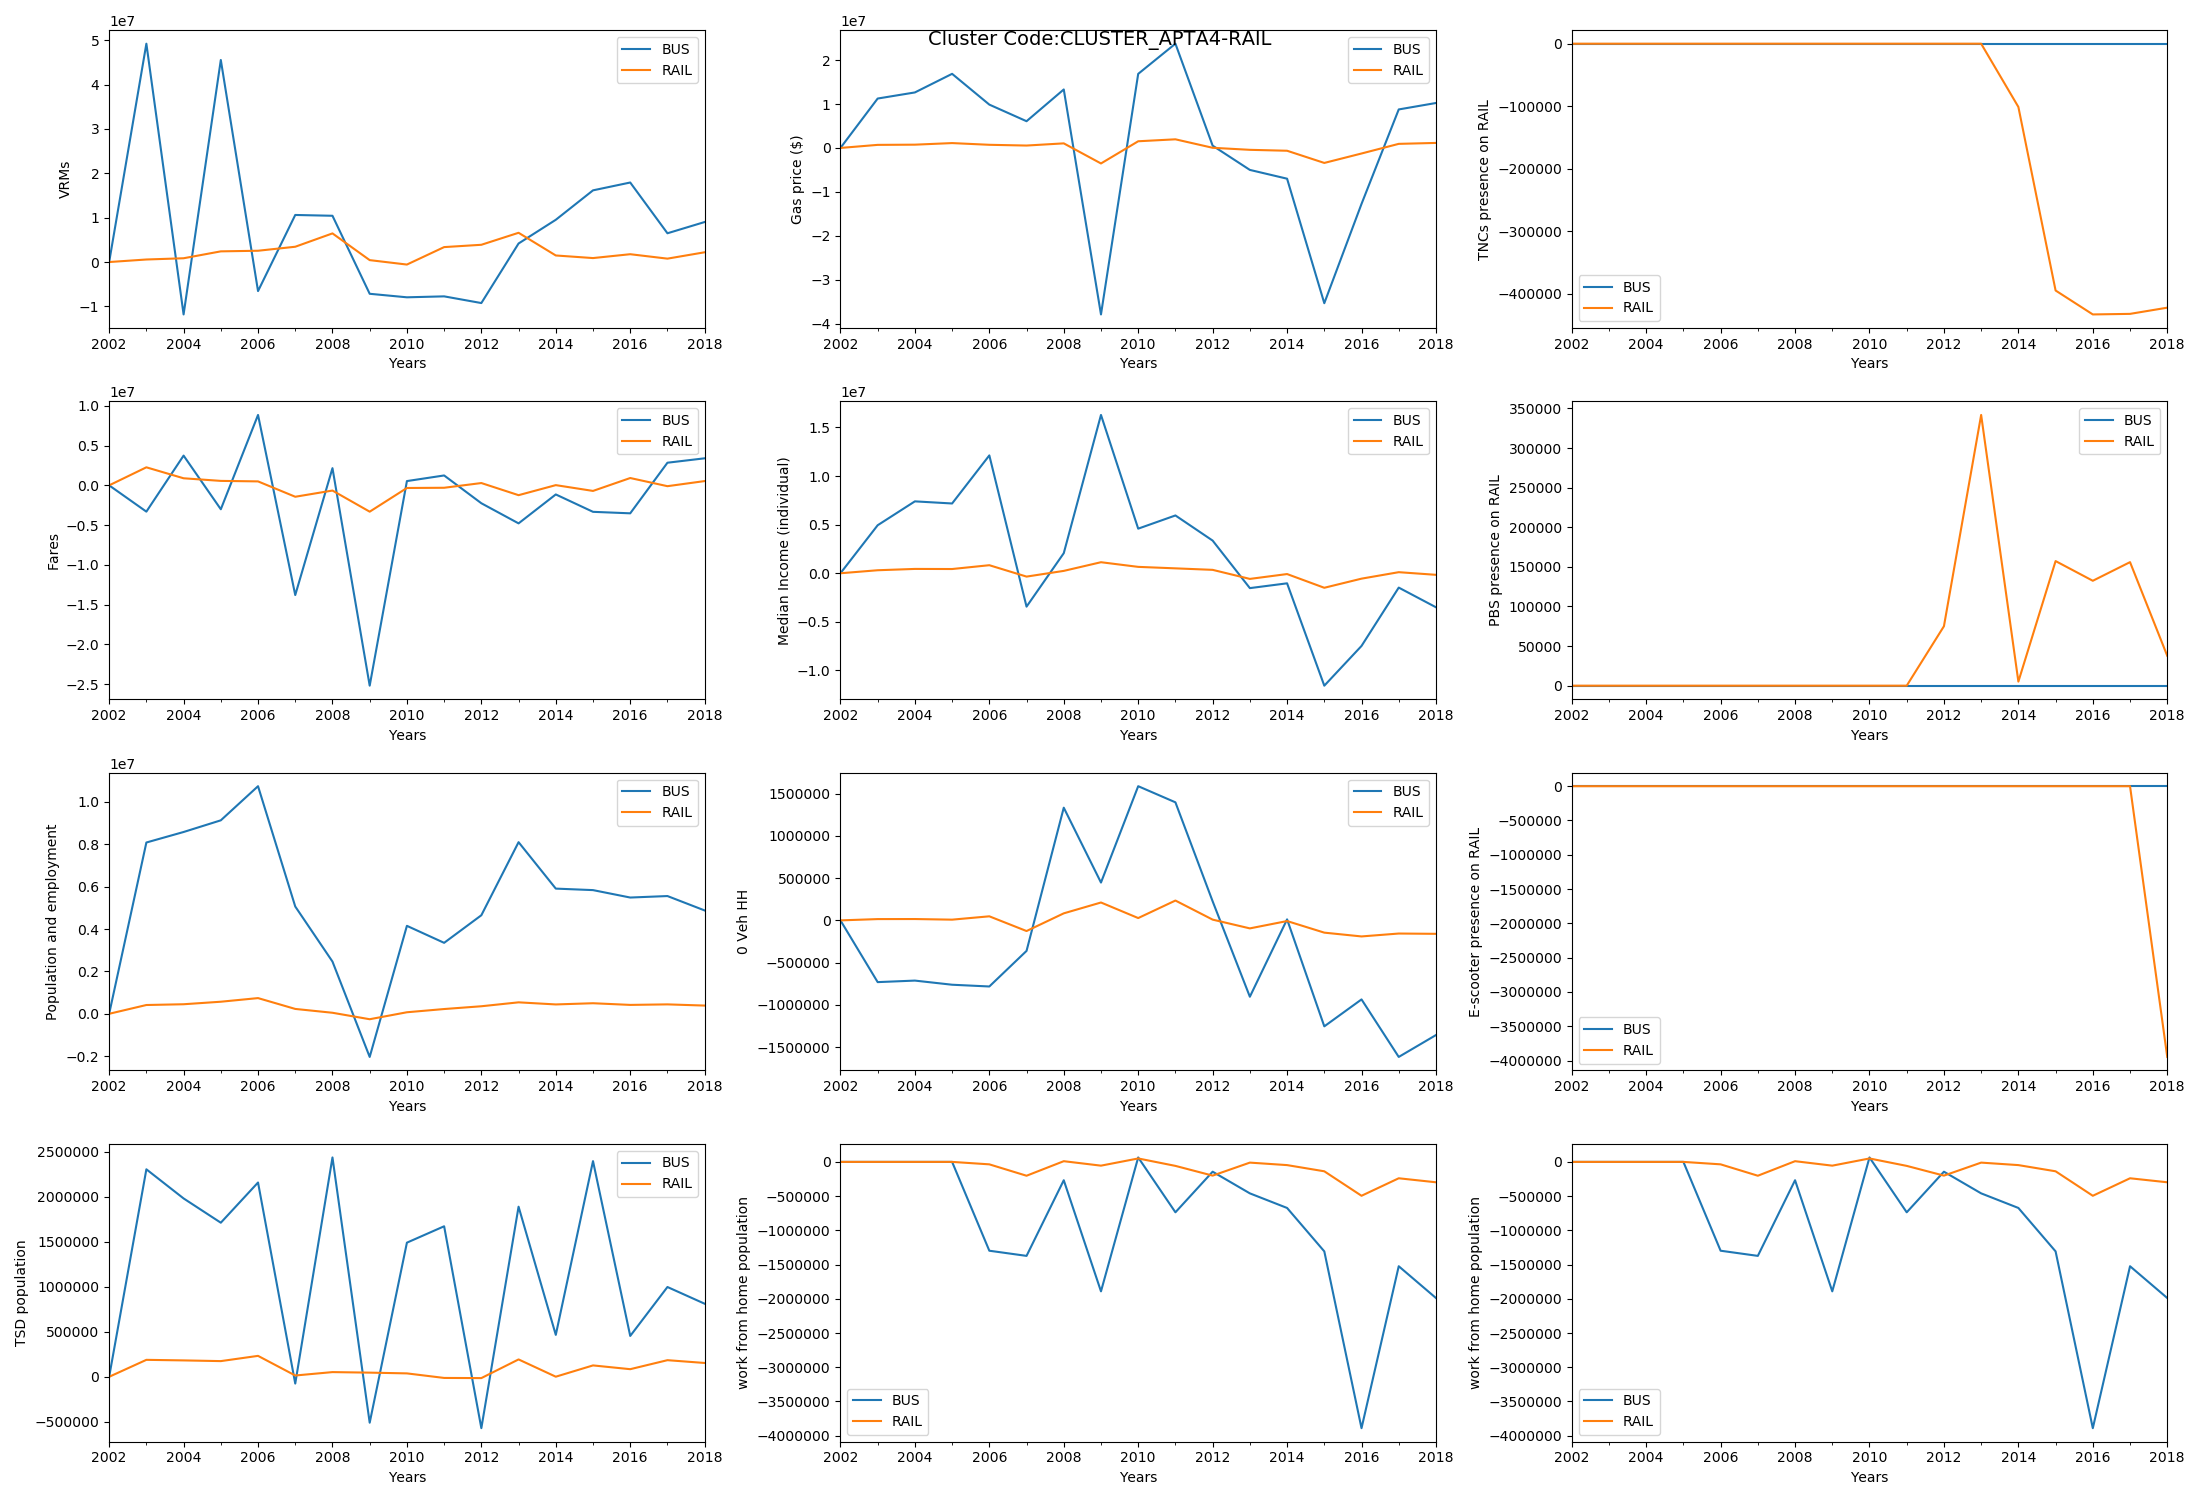 Cluster Code:CLUSTER_APTA4-RAIL
1e7
5
4
3
2
1
0
−1
VRMs
2002 2004 2006 2008 2010 2012 2014 2016 2018
Years
BUS
RAIL
1e7
2
1
0
−1
−2
−3
−4
Gas price ($)
2002 2004 2006 2008 2010 2012 2014 2016 2018
Years
BUS
RAIL
0
−100000
−200000
−300000
−400000
TNCs presence on RAIL
2002 2004 2006 2008 2010 2012 2014 2016 2018
Years
BUS
RAIL
1e7
1.0
0.5
0.0
−0.5
−1.0
−1.5
−2.0
−2.5
Fares
2002 2004 2006 2008 2010 2012 2014 2016 2018
Years
BUS
RAIL
1e7
1.5
1.0
0.5
0.0
−0.5
−1.0
Median Income (individual)
2002 2004 2006 2008 2010 2012 2014 2016 2018
Years
BUS
RAIL
350000
300000
250000
200000
150000
100000
50000
0
PBS presence on RAIL
2002 2004 2006 2008 2010 2012 2014 2016 2018
Years
BUS
RAIL
1e7
1.0
0.8
0.6
0.4
0.2
0.0
−0.2
Population and employment
2002 2004 2006 2008 2010 2012 2014 2016 2018
Years
BUS
RAIL
1500000
1000000
500000
0
−500000
−1000000
−1500000
0 Veh HH
2002 2004 2006 2008 2010 2012 2014 2016 2018
Years
BUS
RAIL
0
−500000
−1000000
−1500000
−2000000
−2500000
−3000000
−3500000
−4000000
E-scooter presence on RAIL
2002 2004 2006 2008 2010 2012 2014 2016 2018
Years
BUS
RAIL
2500000
2000000
1500000
1000000
500000
0
−500000
TSD population
2002 2004 2006 2008 2010 2012 2014 2016 2018
Years
BUS
RAIL
0
−500000
−1000000
−1500000
−2000000
−2500000
−3000000
−3500000
−4000000
work from home population
2002 2004 2006 2008 2010 2012 2014 2016 2018
Years
BUS
RAIL
0
−500000
−1000000
−1500000
−2000000
−2500000
−3000000
−3500000
−4000000
work from home population
2002 2004 2006 2008 2010 2012 2014 2016 2018
Years
BUS
RAIL